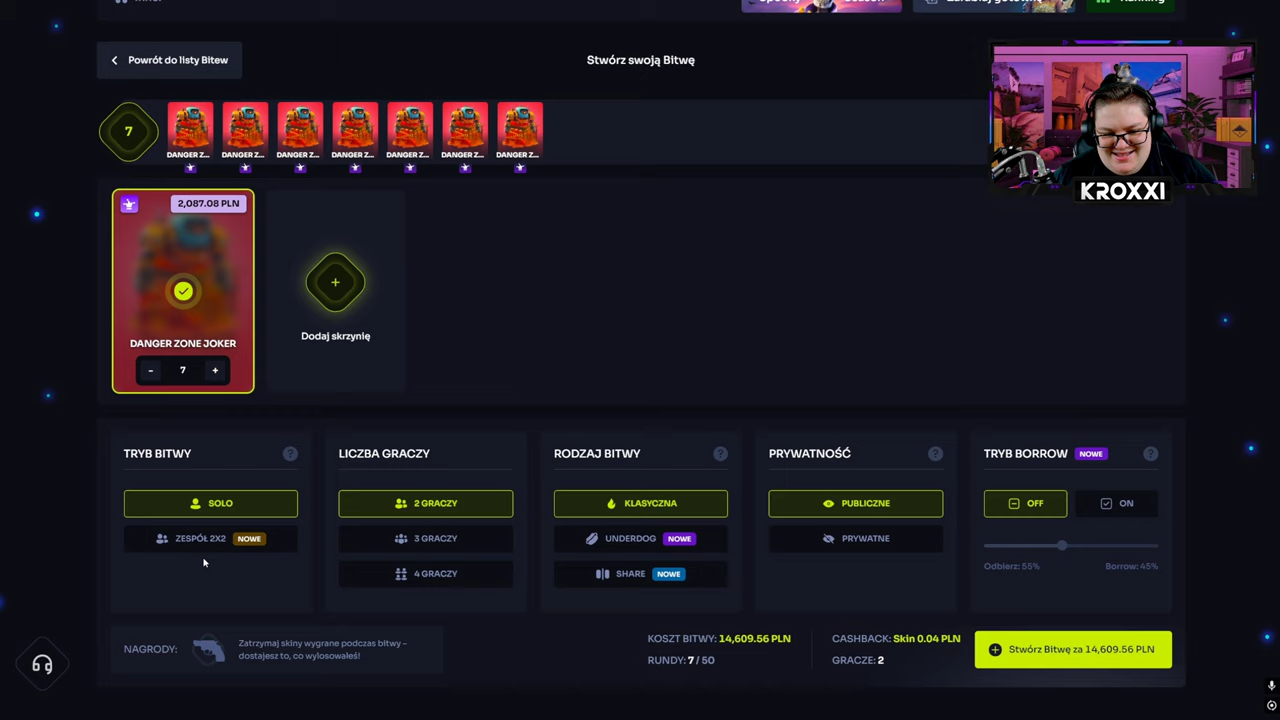 Stwórz swoją Bitwę
Powrót do listy Bitew
7
DANGER Z... DANGER Z... DANGER Z... DANGER Z... DANGER Z... DANGER Z... DANGER Z...
KROXXI
2,087.08 PLN
DANGER ZONE JOKER
- 7 +
+
Dodaj skrzynię
TRYB BITWY ?
SOLO
ZESPÓŁ 2X2 NOWE
LICZBA GRACZY
2 GRACZY
3 GRACZY
4 GRACZY
RODZAJ BITWY ?
KLASYCZNA
UNDERDOG NOWE
SHARE NOWE
PRYWATNOŚĆ ?
PUBLICZNE
PRYWATNE
TRYB BORROW NOWE ?
OFF ON
Odbierz: 55% Borrow: 45%
NAGRODY:
Zatrzymaj skiny wygrane podczas bitwy –
dostajesz to, co wylosowałeś!
KOSZT BITWY: 14,609.56 PLN
RUNDY: 7 / 50
CASHBACK: Skin 0.04 PLN
GRACZE: 2
Stwórz Bitwę za 14,609.56 PLN